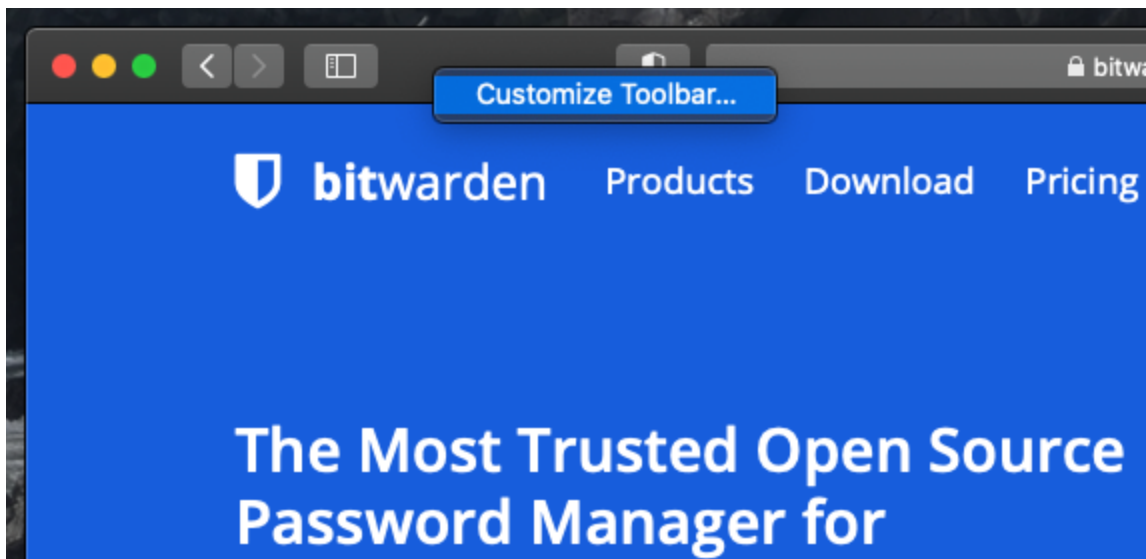 bitwa
Customize Toolbar...
bitwarden Products Download Pricing
The Most Trusted Open Source
Password Manager for